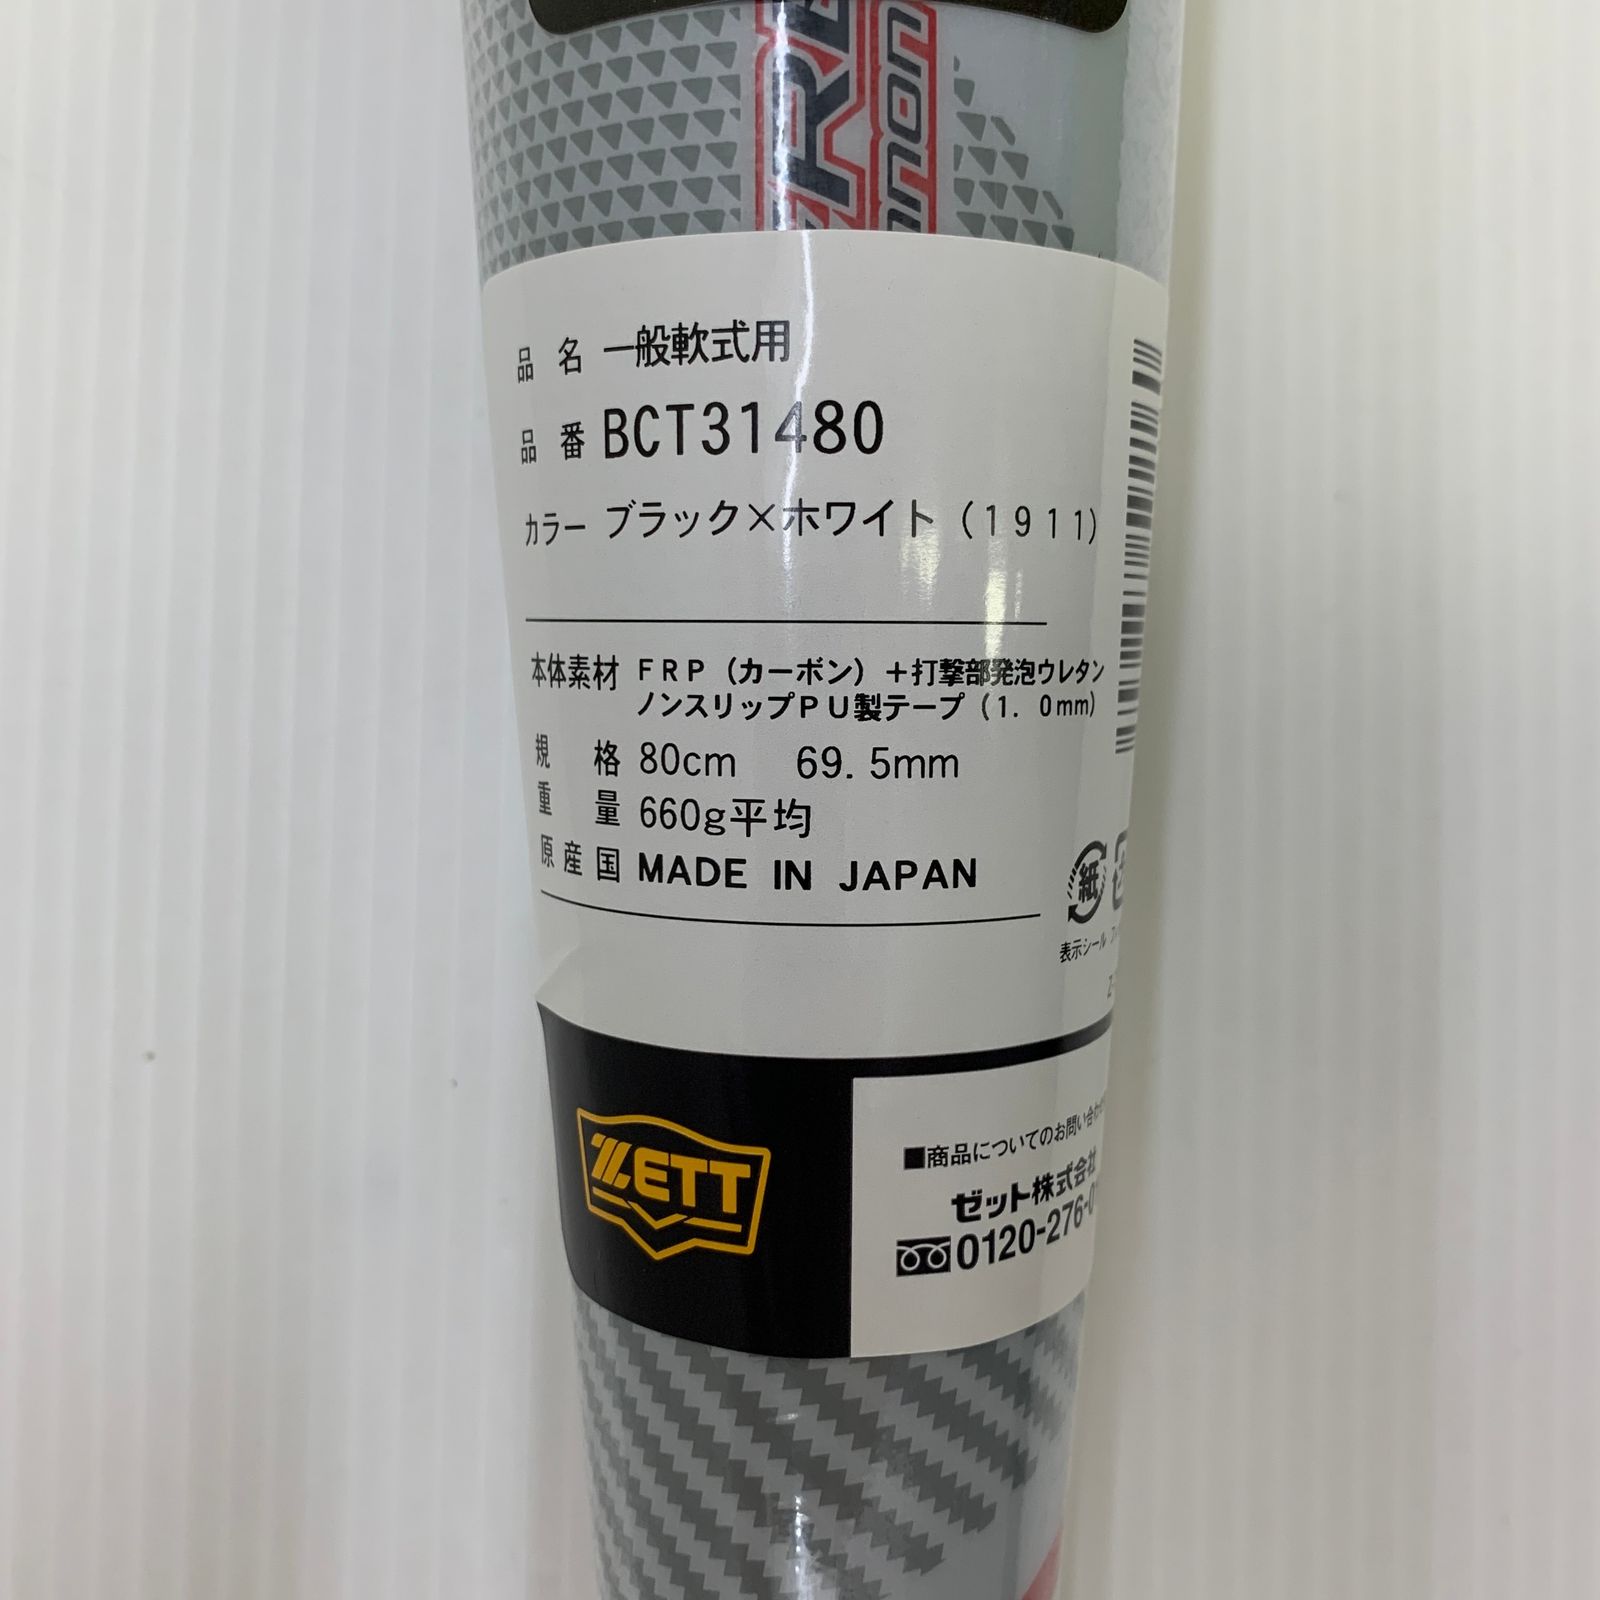 品名 一般軟式用
品番 BCT31480
カラー ブラック×ホワイト(1911)
本体素材 FRP(カーボン)+打撃部発泡ウレタン
ノンスリップPU製テープ(1.0mm)
規格 80cm 69.5mm
重量 660g平均
原産国 MADE IN JAPAN
紙
表示シール
ZETT
■商品についてのお問い合わせ
ゼット株式会社
0120-276-0